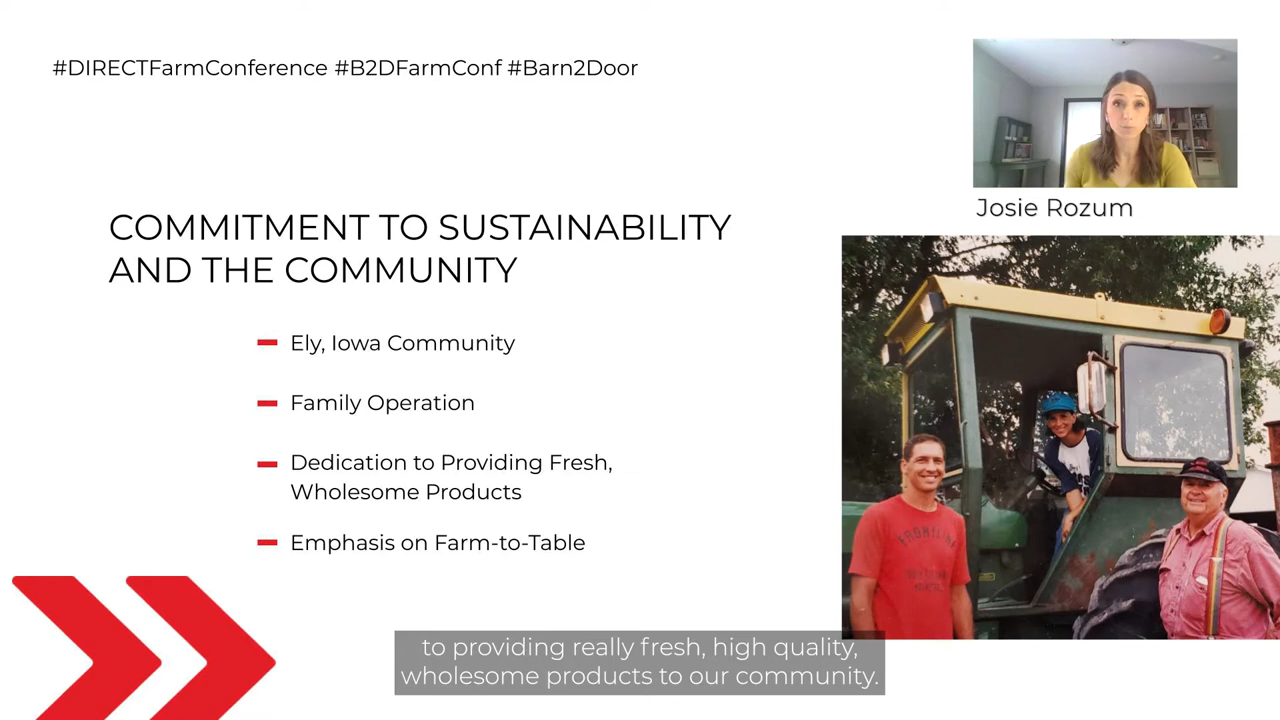 #DIRECTFarmConference #B2DFarmConf #Barn2Door
Josie Rozum
COMMITMENT TO SUSTAINABILITY
AND THE COMMUNITY
Ely, Iowa Community
Family Operation
Dedication to Providing Fresh,
Wholesome Products
Emphasis on Farm-to-Table
to providing really fresh, high quality,
wholesome products to our community.